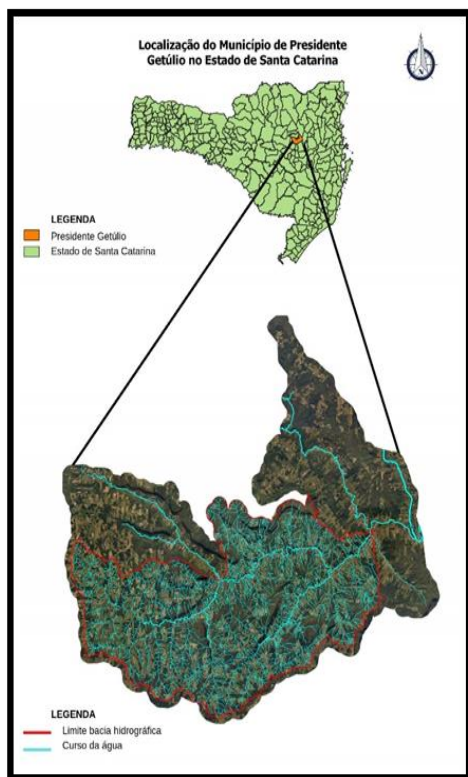 Localização do Município de Presidente
Getúlio no Estado de Santa Catarina
LEGENDA
Presidente Getúlio
Estado de Santa Catarina
LEGENDA
Limite bacia hidrográfica
Curso da água